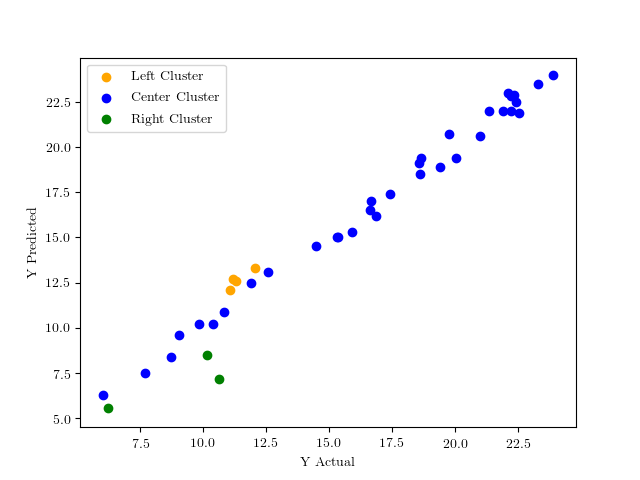 Left Cluster
Center Cluster
Right Cluster
22.5
20.0
17.5
15.0
12.5
10.0
7.5
5.0
Y Predicted
7.5 10.0 12.5 15.0 17.5 20.0 22.5
Y Actual